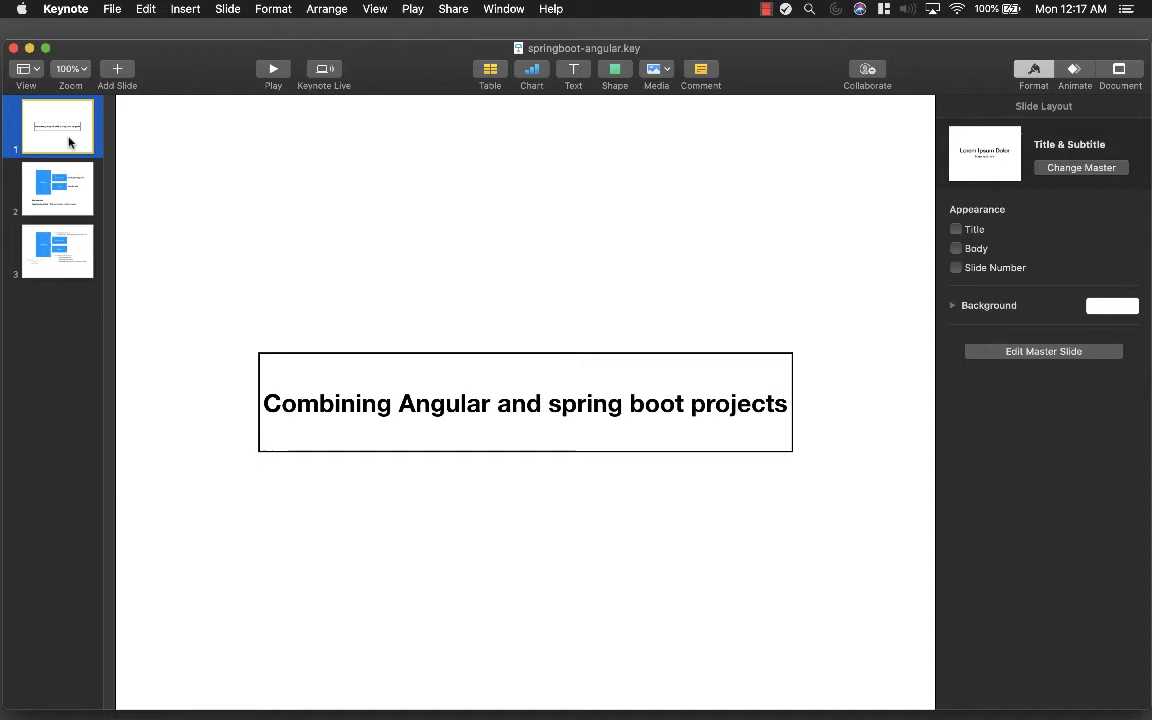 Keynote File Edit Insert Slide Format Arrange View Play Share Window Help 100% Mon 12:17 AM
springboot-angular.key
100%
View Zoom Add Slide Play Keynote Live Table Chart Text Shape Media Comment Collaborate Format Animate Document
Slide Layout
Lorem Ipsum Dolor
Title & Subtitle
Change Master
Appearance
Title
Body
Slide Number
Background
Edit Master Slide
1
2
3
Combining Angular and spring boot projects